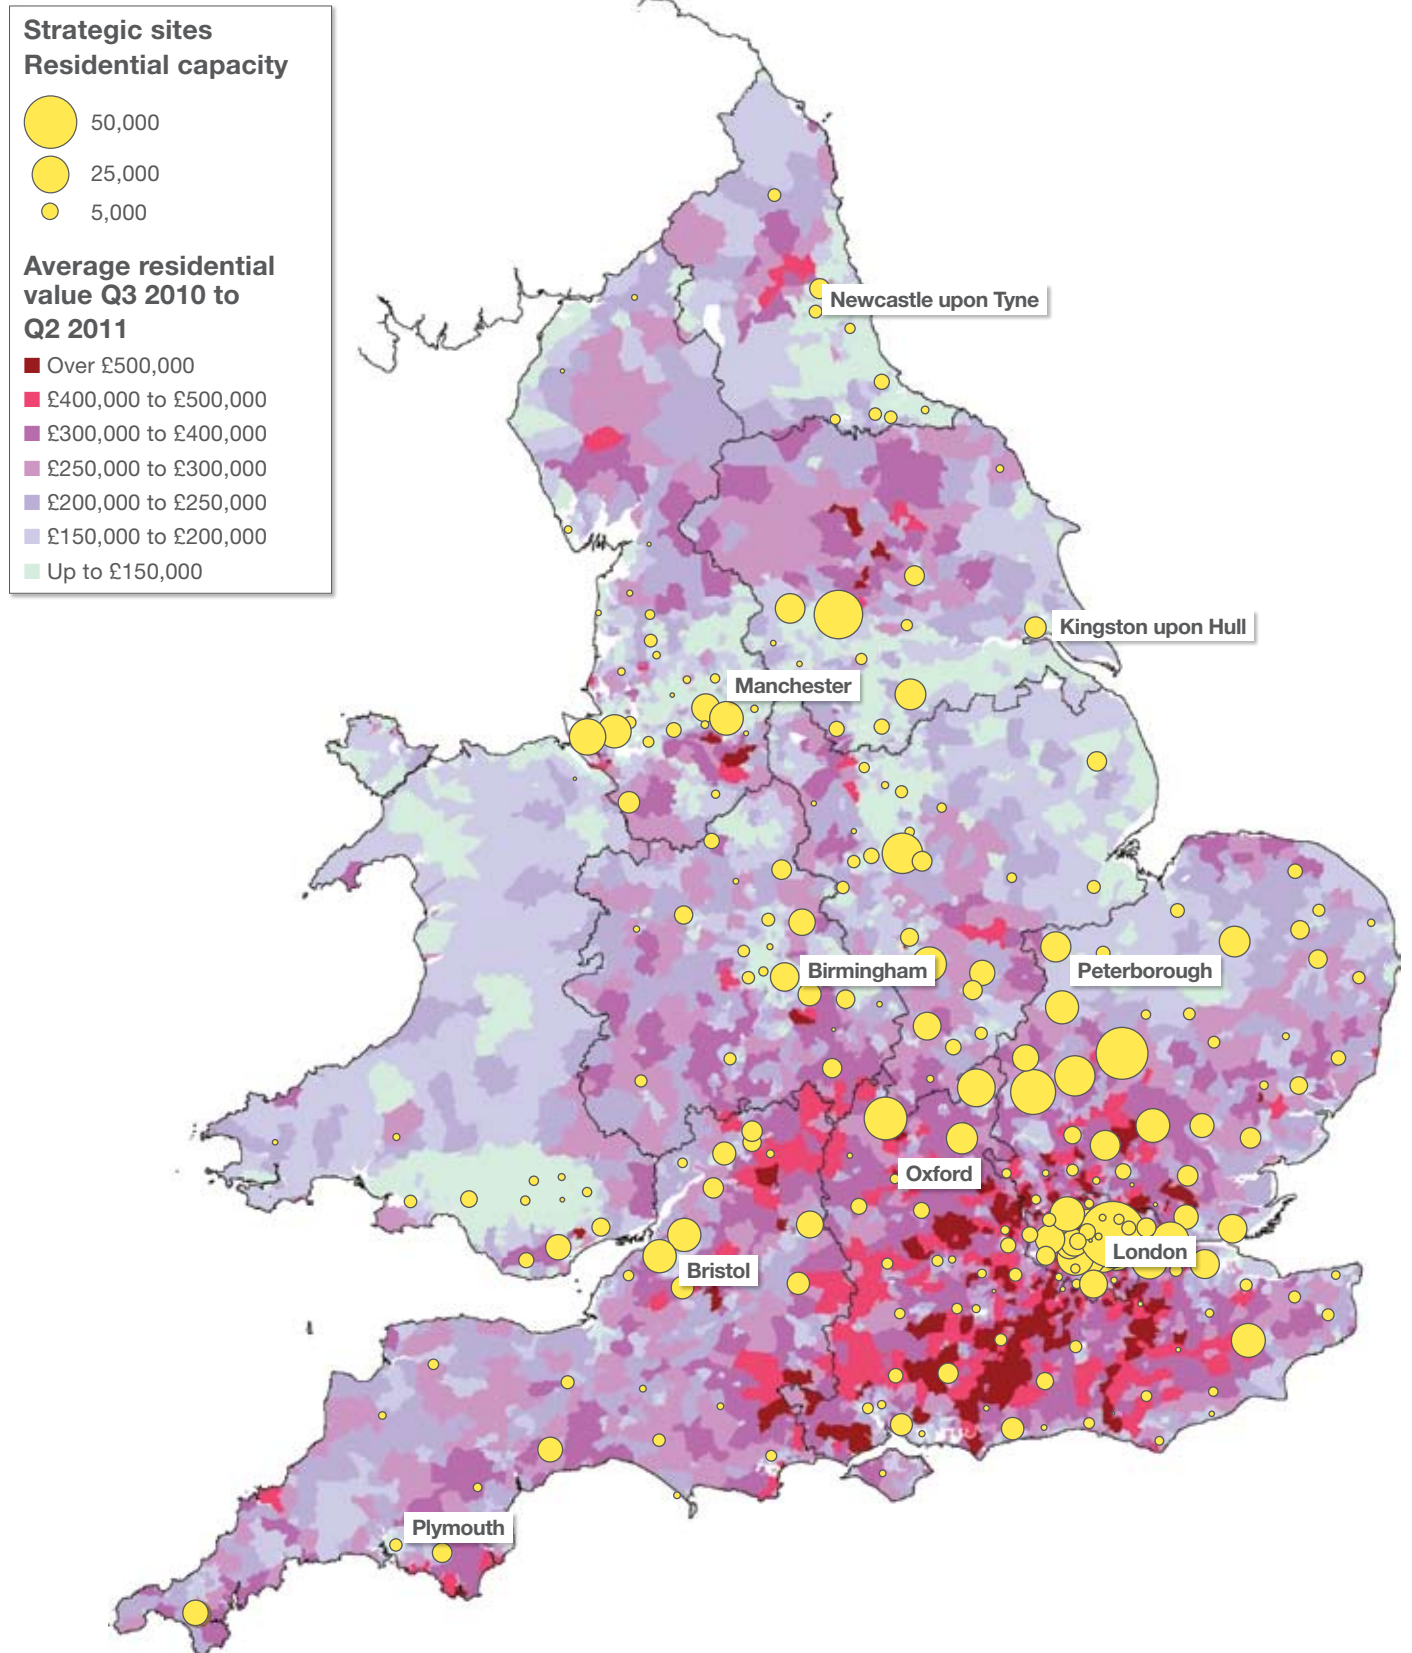 Strategic sites
Residential capacity
50,000
25,000
5,000
Average residential
value Q3 2010 to
Q2 2011
Over £500,000
£400,000 to £500,000
£300,000 to £400,000
£250,000 to £300,000
£200,000 to £250,000
£150,000 to £200,000
Up to £150,000
Newcastle upon Tyne
Kingston upon Hull
Manchester
Birmingham
Peterborough
Oxford
London
Bristol
Plymouth